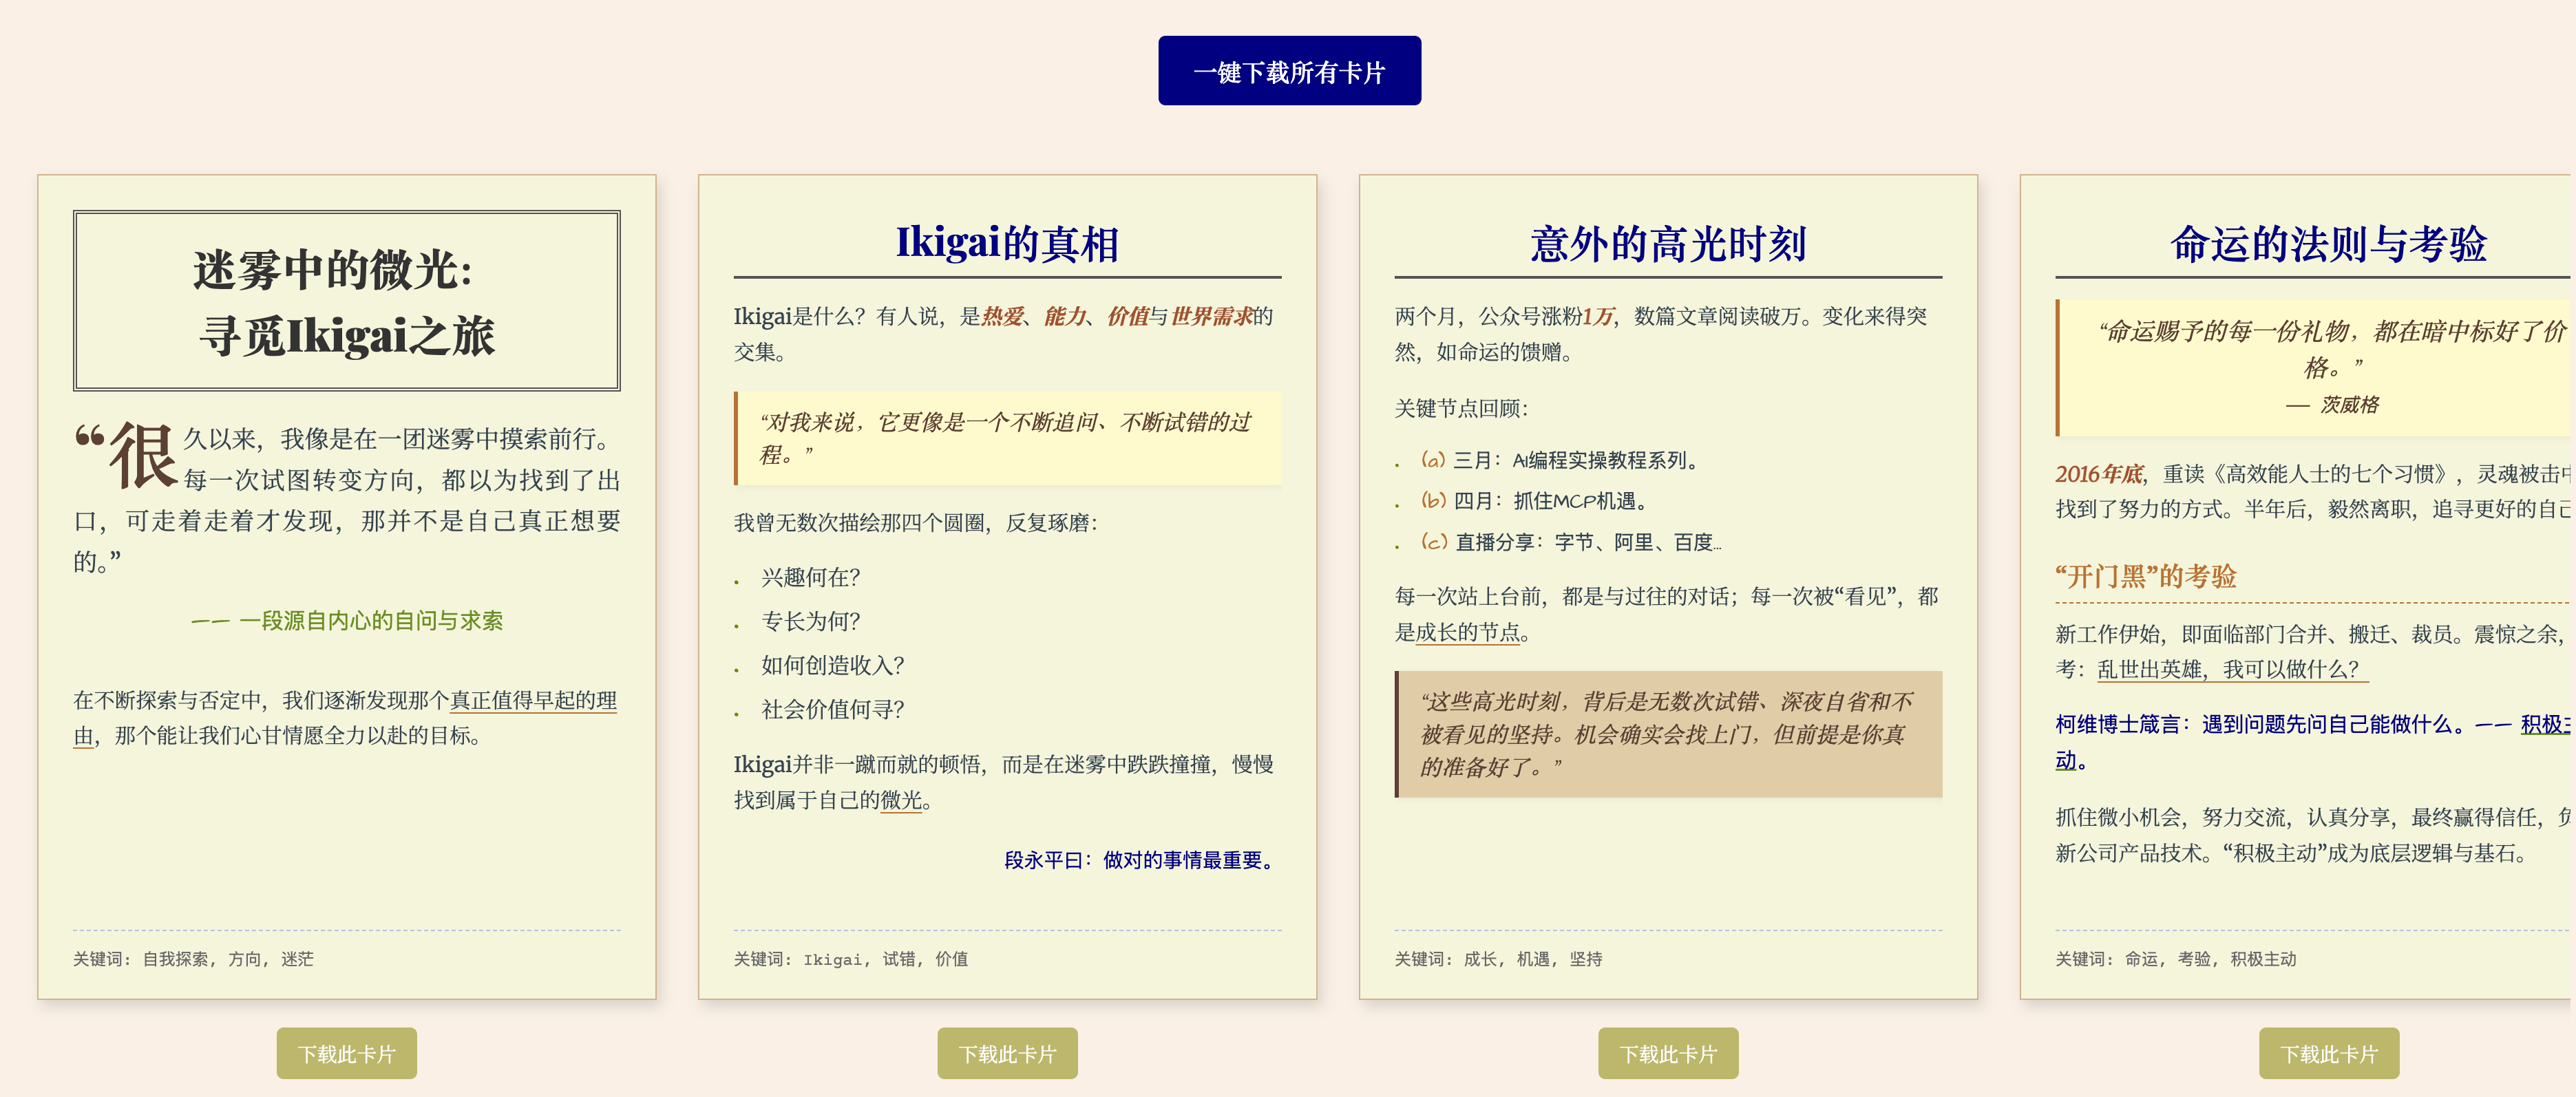 一键下载所有卡片
迷雾中的微光:
寻觅Ikigai之旅
“很久以来，我像是在一团迷雾中摸索前行。
每一次试图转变方向，都以为找到了出
口，可走着走着才发现，那并不是自己真正想要
的。”
—— 一段源自内心的自问与求索
在不断探索与否定中，我们逐渐发现那个真正值得早起的理
由，那个能让我们心甘情愿全力以赴的目标。
关键词: 自我探索, 方向, 迷茫
下载此卡片
Ikigai的真相
Ikigai是什么？有人说，是热爱、能力、价值与世界需求的
交集。
“对我来说，它更像是一个不断追问、不断试错的过
程。”
我曾无数次描绘那四个圆圈，反复琢磨：
. 兴趣何在？
. 专长为何？
. 如何创造收入？
. 社会价值何寻？
Ikigai并非一蹴而就的顿悟，而是在迷雾中跌跌撞撞，慢慢
找到属于自己的微光。
段永平曰：做对的事情最重要。
关键词: Ikigai, 试错, 价值
下载此卡片
意外的高光时刻
两个月，公众号涨粉1万，数篇文章阅读破万。变化来得突
然，如命运的馈赠。
关键节点回顾：
. (a) 三月：AI编程实操教程系列。
. (b) 四月：抓住MCP机遇。
. (c) 直播分享：字节、阿里、百度...
每一次站上台前，都是与过往的对话；每一次被“看见”，都
是成长的节点。
“这些高光时刻，背后是无数次试错、深夜自省和不
被看见的坚持。机会确实会找上门，但前提是你真
的准备好了。”
关键词: 成长, 机遇, 坚持
下载此卡片
命运的法则与考验
“命运赐予的每一份礼物，都在暗中标好了价
格。”
— 茨威格
2016年底，重读《高效能人士的七个习惯》，灵魂被击中
找到了努力的方式。半年后，毅然离职，追寻更好的自己
“开门黑”的考验
新工作伊始，即面临部门合并、搬迁、裁员。震惊之余，
考：乱世出英雄，我可以做什么？
柯维博士箴言：遇到问题先问自己能做什么。—— 积极主
动。
抓住微小机会，努力交流，认真分享，最终赢得信任，
新公司产品技术。“积极主动”成为底层逻辑与基石。
关键词: 命运, 考验, 积极主动
下载此卡片